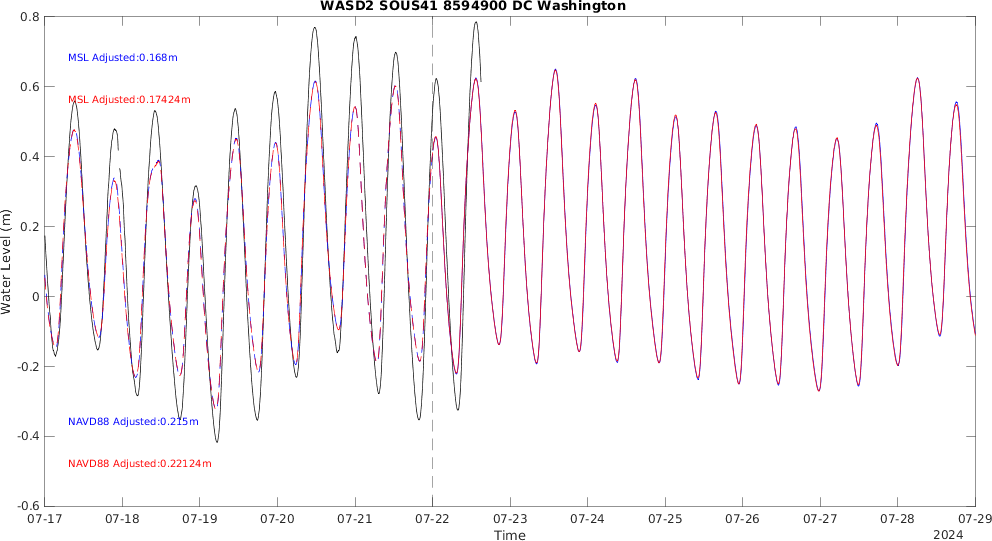 WASD2 SOUS41 8594900 DC Washington
0.8
0.6
0.4
0.2
0
-0.2
-0.4
-0.6
Water Level (m)
MSL Adjusted:0.168m
MSL Adjusted:0.17424m
NAVD88 Adjusted:0.215m
NAVD88 Adjusted:0.22124m
07-17 07-18 07-19 07-20 07-21 07-22 07-23 07-24 07-25 07-26 07-27 07-28 07-29
Time
2024